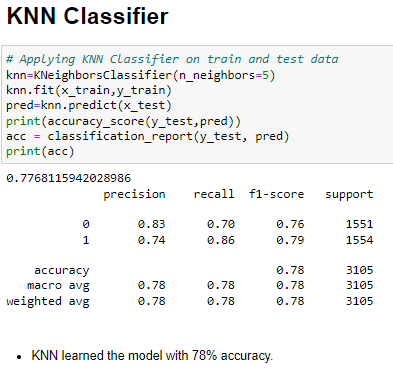 KNN Classifier
# Applying KNN Classifier on train and test data
knn=KNeighborsClassifier(n_neighbors=5)
knn.fit(x_train,y_train)
pred=knn.predict(x_test)
print(accuracy_score(y_test,pred))
acc = classification_report(y_test, pred)
print(acc)
0.7768115942028986
precision recall f1-score support
0 0.83 0.70 0.76 1551
1 0.74 0.86 0.79 1554
accuracy 0.78 3105
macro avg 0.78 0.78 0.78 3105
weighted avg 0.78 0.78 0.78 3105
• KNN learned the model with 78% accuracy.